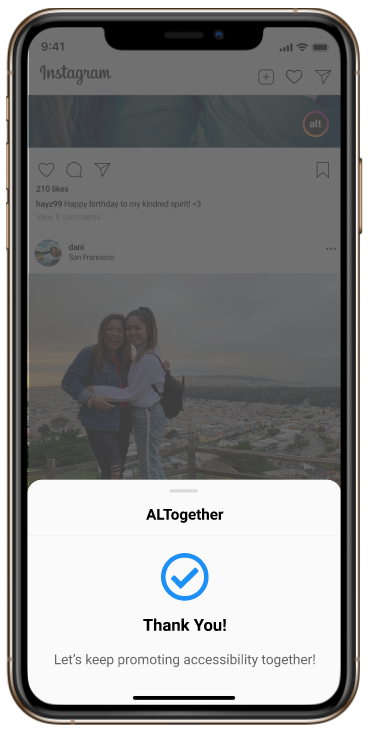 9:41
Instagram
alt
210 likes
hayz99 Happy birthday to my kindred spirit! <3
View 6 comments
dani
San Francisco
ALTogether
Thank You!
Let's keep promoting accessibility together!